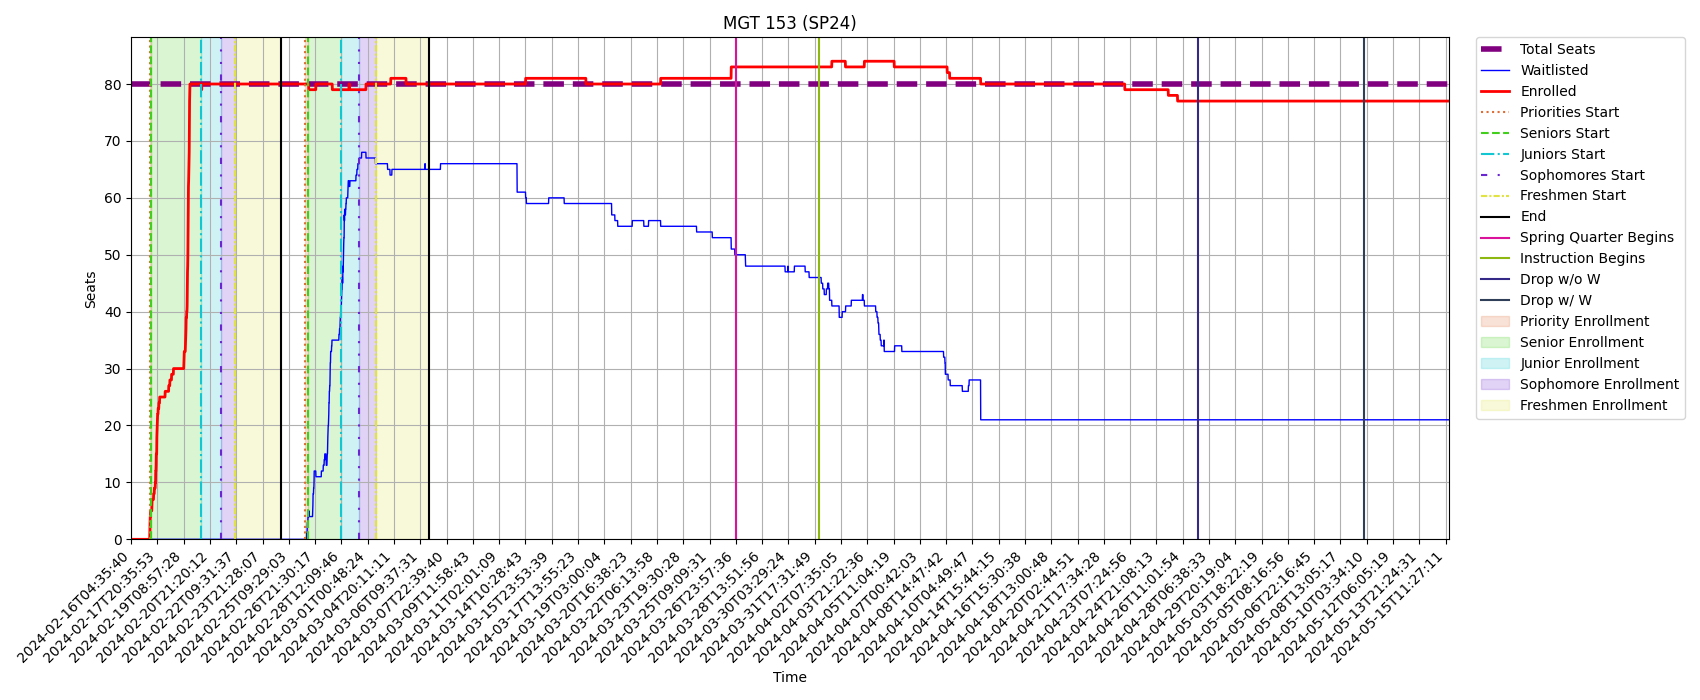 MGT 153 (SP24)
Seats
80
70
60
50
40
30
20
10
0
2024-02-16T04:35:40
2024-02-17T20:35:53
2024-02-19T08:57:28
2024-02-20T21:20:12
2024-02-22T09:31:37
2024-02-23T21:28:07
2024-02-25T09:29:03
2024-02-26T21:30:17
2024-02-28T12:09:46
2024-03-01T00:48:24
2024-03-04T20:11:11
2024-03-06T09:37:31
2024-03-07T22:39:40
2024-03-09T11:58:43
2024-03-11T02:01:09
2024-03-14T10:28:43
2024-03-15T23:53:39
2024-03-17T13:55:23
2024-03-19T03:00:04
2024-03-20T16:38:23
2024-03-22T06:13:58
2024-03-23T19:30:28
2024-03-25T09:09:31
2024-03-26T23:57:36
2024-03-28T13:51:56
2024-03-30T03:29:24
2024-03-31T17:31:49
2024-04-02T07:35:05
2024-04-03T21:22:36
2024-04-05T11:04:19
2024-04-07T00:42:03
2024-04-08T14:47:42
2024-04-10T04:49:47
2024-04-14T15:44:15
2024-04-16T15:30:38
2024-04-18T13:00:48
2024-04-20T02:44:51
2024-04-21T17:34:28
2024-04-23T07:24:56
2024-04-24T21:08:13
2024-04-26T11:01:54
2024-04-28T06:38:33
2024-04-29T20:19:04
2024-05-03T18:22:19
2024-05-05T08:16:56
2024-05-06T22:16:45
2024-05-08T13:05:17
2024-05-10T03:34:10
2024-05-12T06:05:19
2024-05-13T21:24:31
2024-05-15T11:27:11
Time
Total Seats
Waitlisted
Enrolled
Priorities Start
Seniors Start
Juniors Start
Sophomores Start
Freshmen Start
End
Spring Quarter Begins
Instruction Begins
Drop w/o W
Drop w/ W
Priority Enrollment
Senior Enrollment
Junior Enrollment
Sophomore Enrollment
Freshmen Enrollment